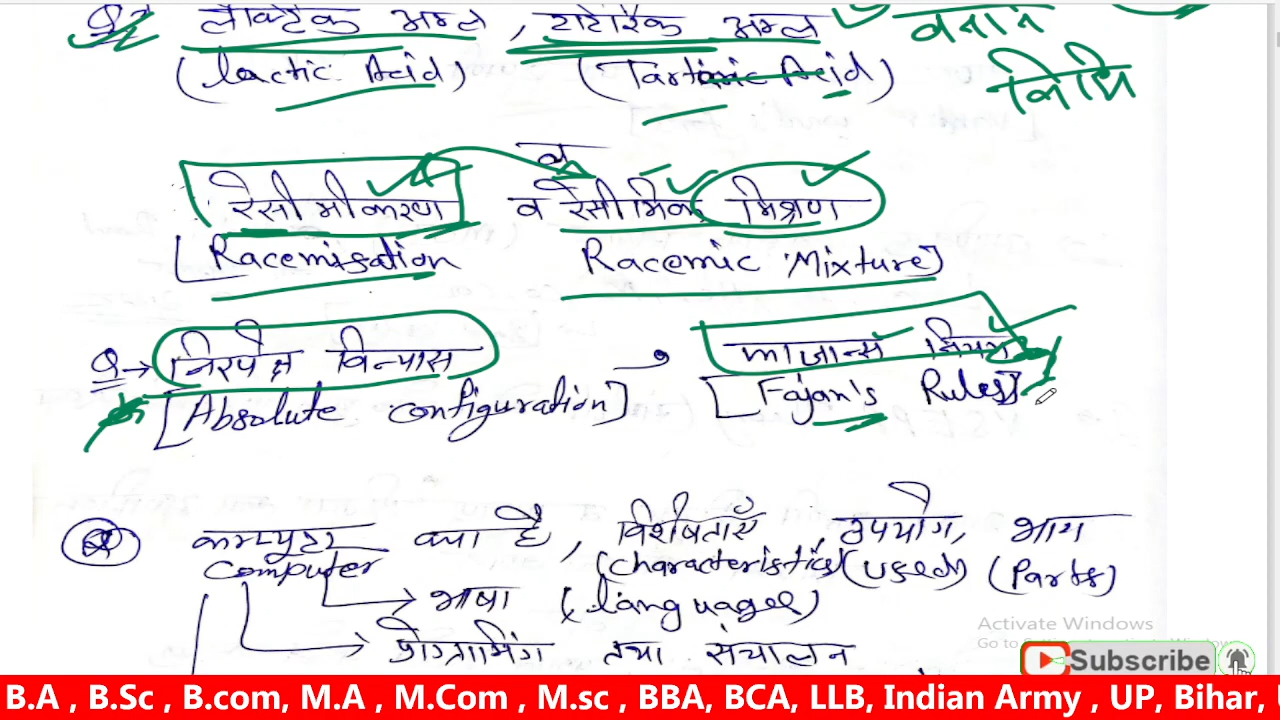 Q→ लैक्टिक अम्ल , टार्टरिक अम्ल बनाने
(lactic Acid) (Tartaric Acid) विधि
व
रेसीमीकरण व रेसीमिक मिश्रण
[Racemisation Racemic Mixture]
Q→ निरपेक्ष विन्यास , फाजान्स नियम
[Absolute configuration] [Fajan's Rules]
Q कम्प्यूटर क्या है , विशेषताएँ , उपयोग, भाग
Computer (characteristics) (used) (Parts)
भाषा (languages)
प्रोग्रामिंग तथा संचालन
Activate Windows
Subscribe
B.A , B.Sc , B.com, M.A , M.Com , M.sc , BBA, BCA, LLB, Indian Army , UP, Bihar,